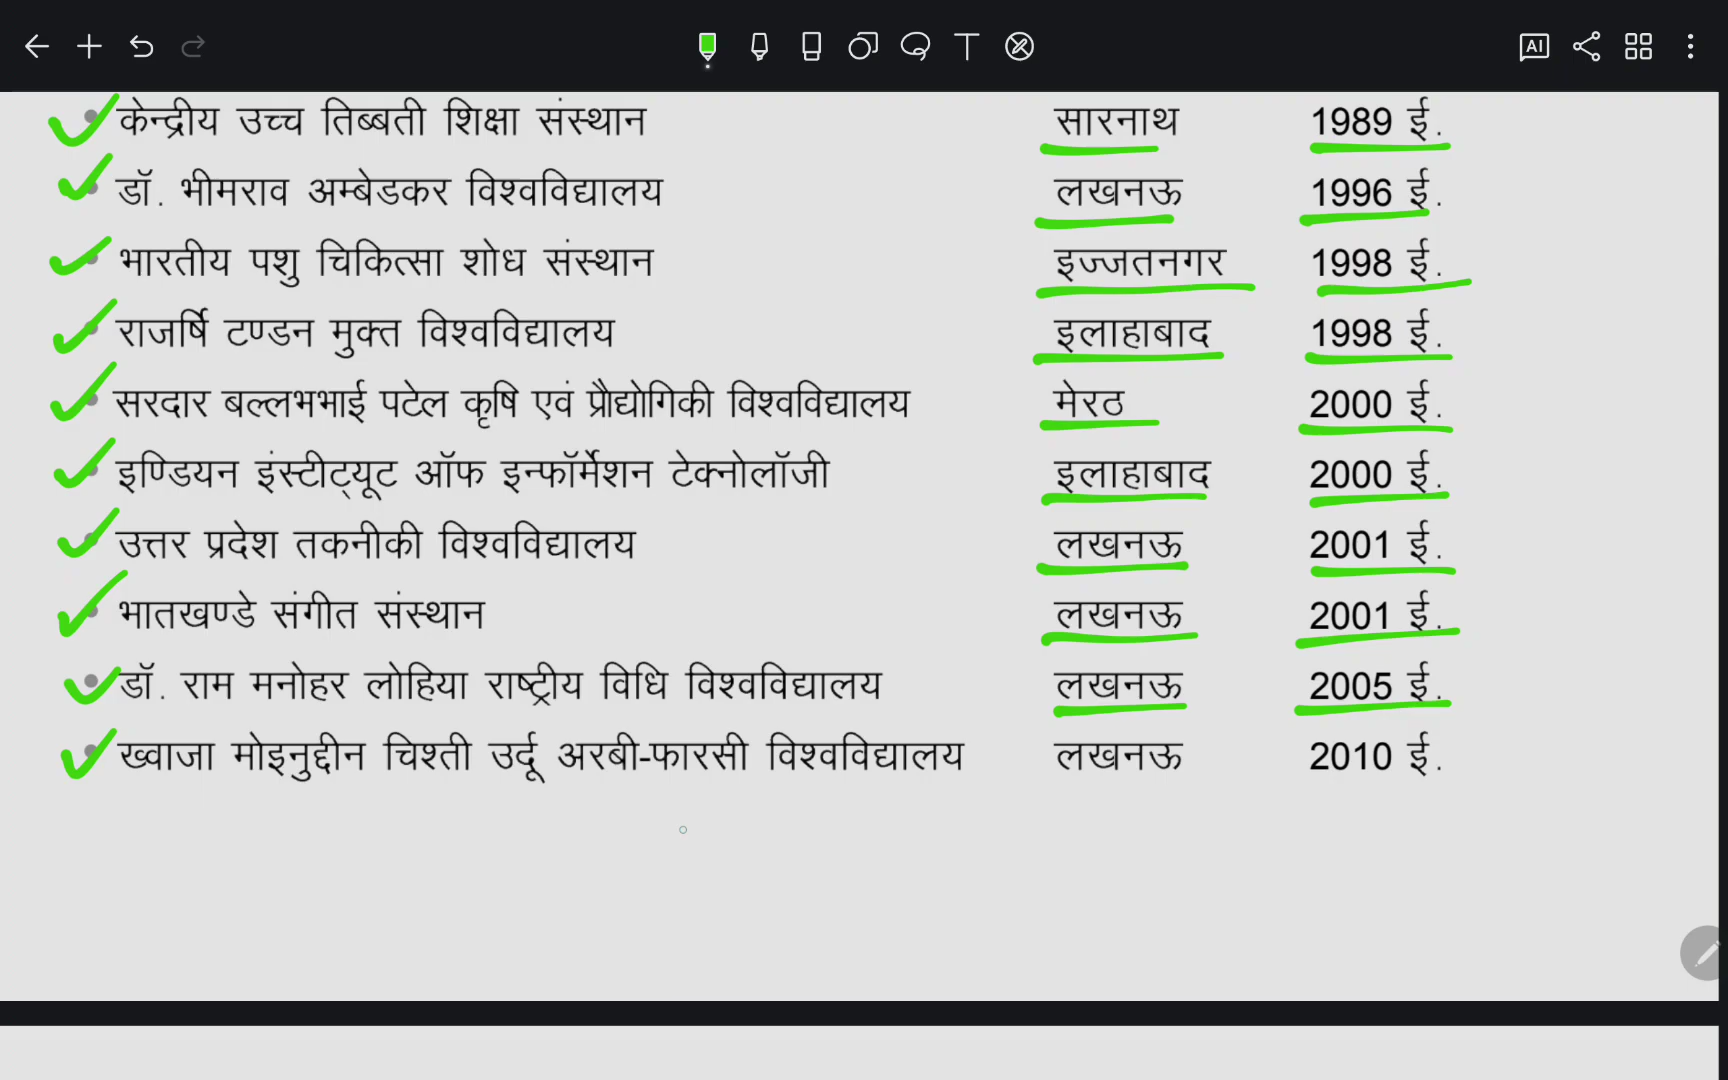 AI
केन्द्रीय उच्च तिब्बती शिक्षा संस्थान सारनाथ 1989 ई.
डॉ. भीमराव अम्बेडकर विश्वविद्यालय लखनऊ 1996 ई.
भारतीय पशु चिकित्सा शोध संस्थान इज्जतनगर 1998 ई.
राजर्षि टण्डन मुक्त विश्वविद्यालय इलाहाबाद 1998 ई.
सरदार बल्लभभाई पटेल कृषि एवं प्रौद्योगिकी विश्वविद्यालय मेरठ 2000 ई.
इण्डियन इंस्टीट्यूट ऑफ इन्फॉर्मेशन टेक्नोलॉजी इलाहाबाद 2000 ई.
उत्तर प्रदेश तकनीकी विश्वविद्यालय लखनऊ 2001 ई.
भातखण्डे संगीत संस्थान लखनऊ 2001 ई.
डॉ. राम मनोहर लोहिया राष्ट्रीय विधि विश्वविद्यालय लखनऊ 2005 ई.
ख्वाजा मोइनुद्दीन चिश्ती उर्दू अरबी-फारसी विश्वविद्यालय लखनऊ 2010 ई.